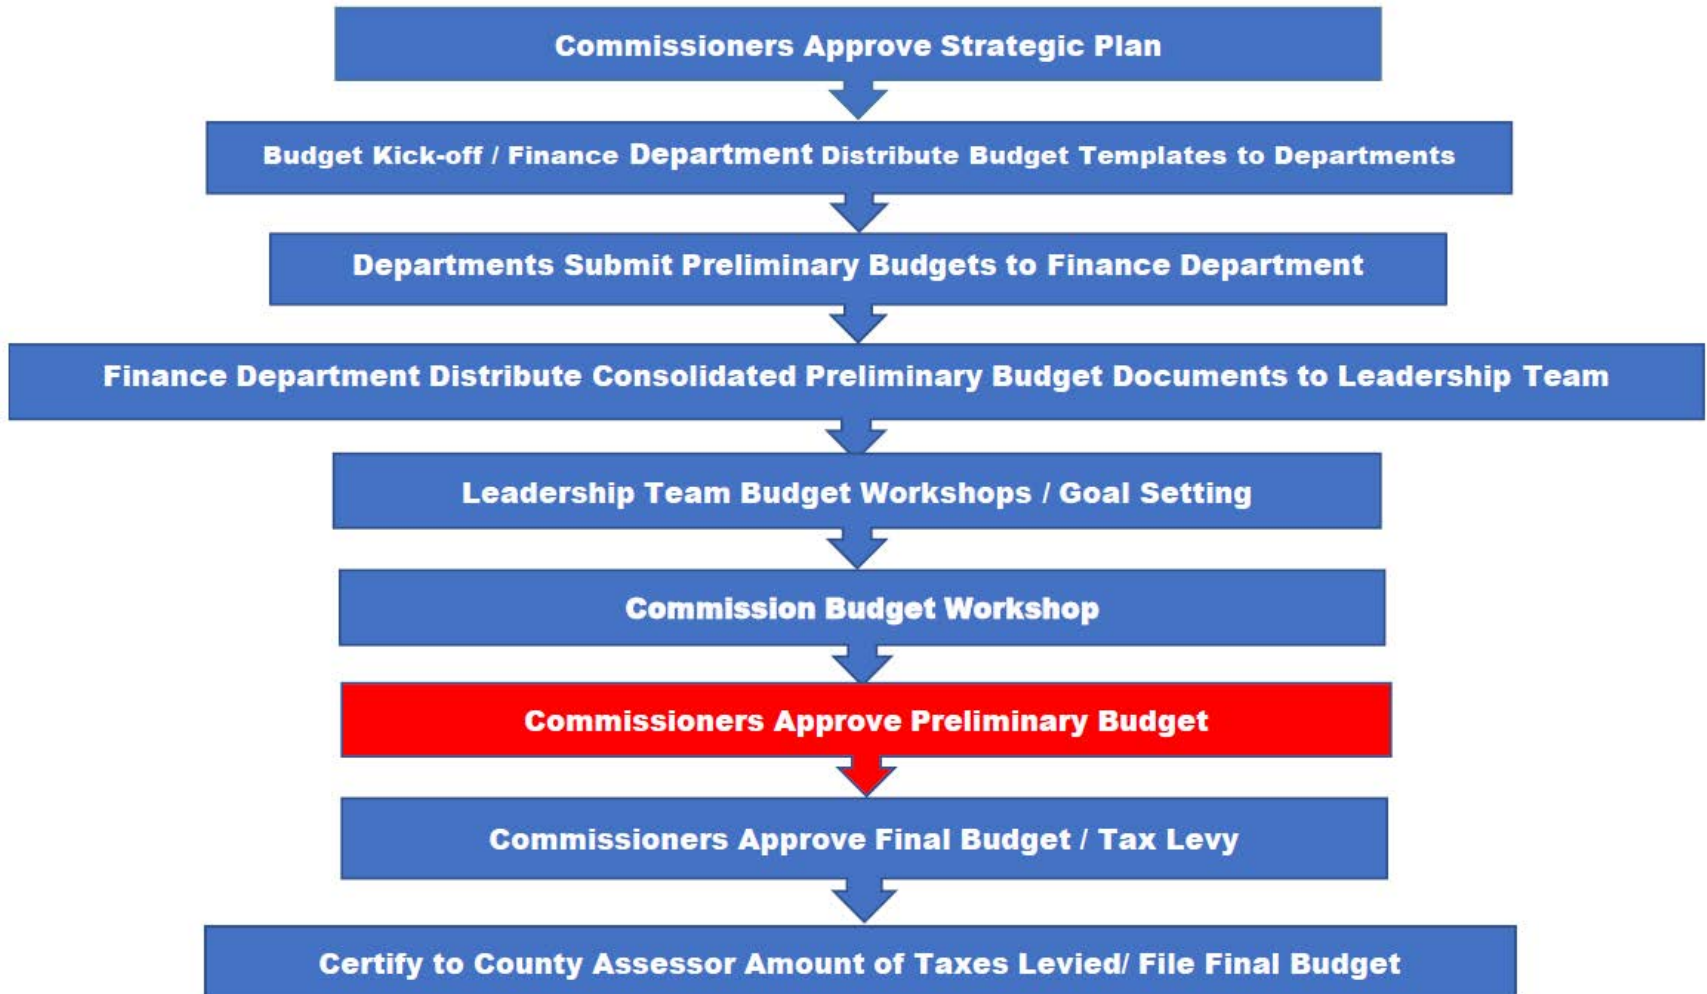 Commissioners Approve Strategic Plan
Budget Kick-off / Finance Department Distribute Budget Templates to Departments
Departments Submit Preliminary Budgets to Finance Department
Finance Department Distribute Consolidated Preliminary Budget Documents to Leadership Team
Leadership Team Budget Workshops / Goal Setting
Commission Budget Workshop
Commissioners Approve Preliminary Budget
Commissioners Approve Final Budget / Tax Levy
Certify to County Assessor Amount of Taxes Levied/ File Final Budget